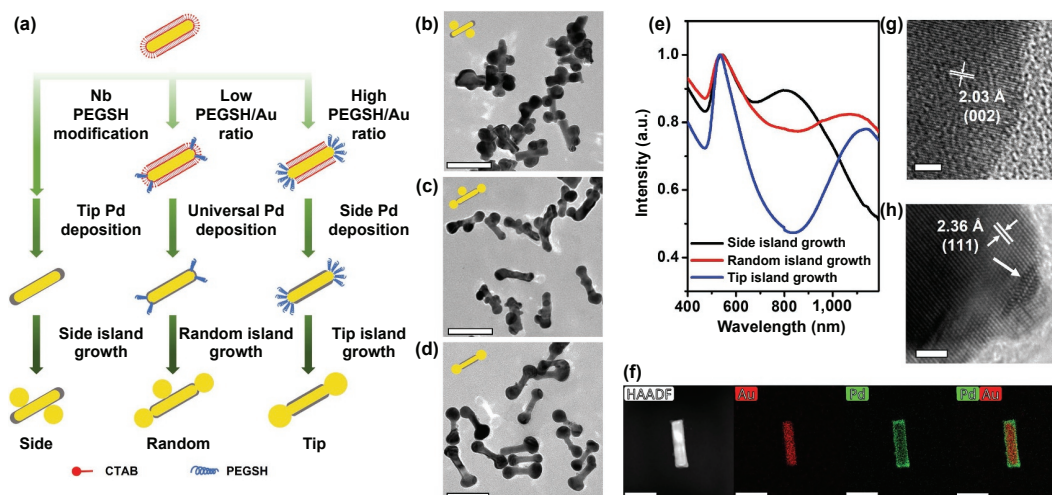 (a)
Nb
PEGSH
modification
Low
PEGSH/Au
ratio
High
PEGSH/Au
ratio
Tip Pd
deposition
Universal Pd
deposition
Side Pd
deposition
Side island
growth
Random island
growth
Tip island
growth
Side
Random
Tip
CTAB
PEGSH
(b)
(c)
(d)
(e)
Intensity (a.u.)
1.0
0.8
0.6
0.4
Side island growth
Random island growth
Tip island growth
400 600 800 1,000
Wavelength (nm)
(g)
2.03 Å
(002)
(h)
2.36 Å
(111)
(f)
HAADF
Au
Pd
Pd Au